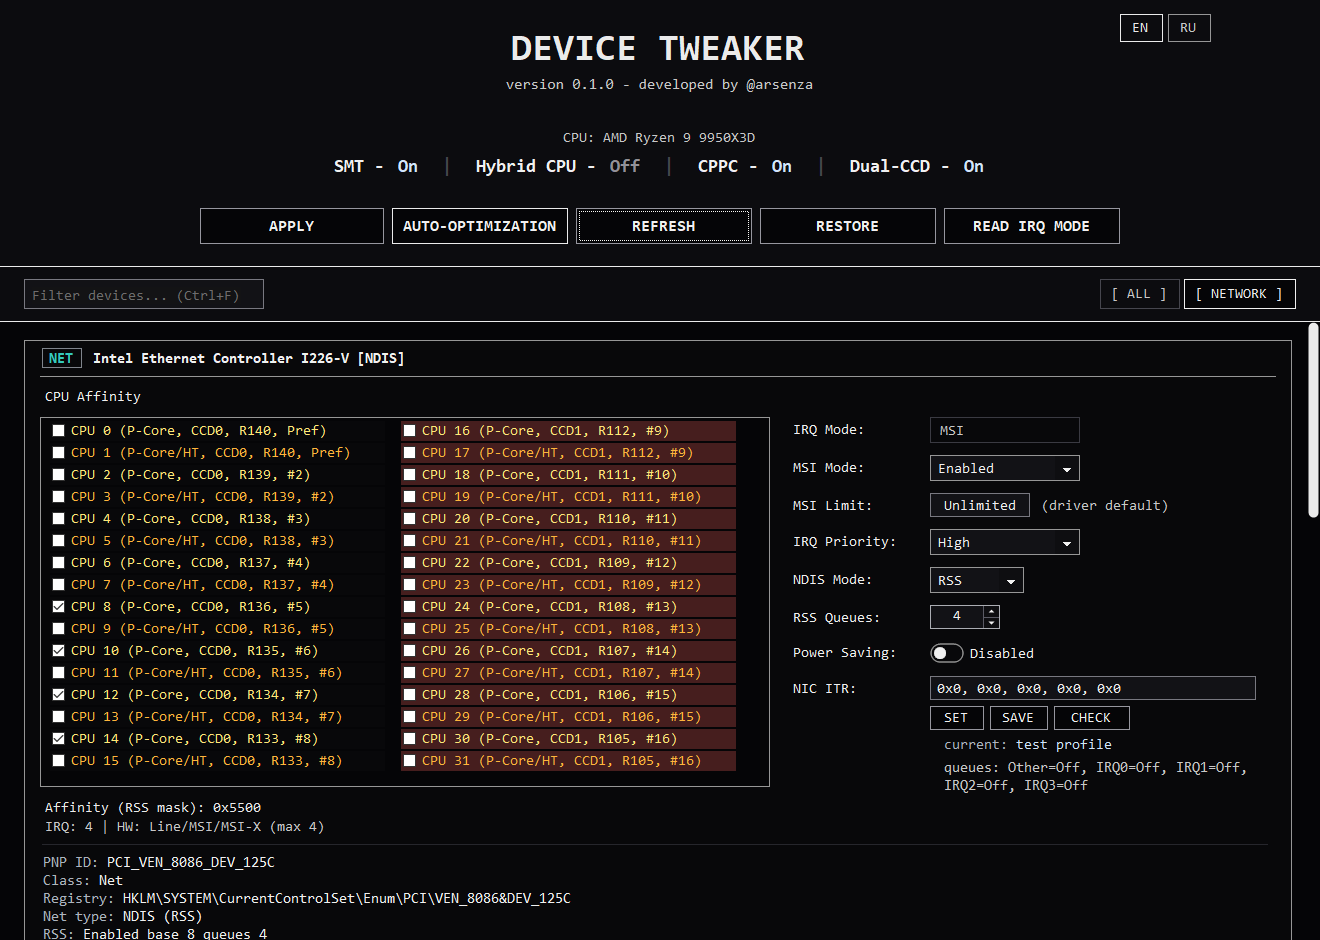 EN RU
DEVICE TWEAKER
version 0.1.0 - developed by @arsenza
CPU: AMD Ryzen 9 9950X3D
SMT - On | Hybrid CPU - Off | CPPC - On | Dual-CCD - On
APPLY AUTO-OPTIMIZATION REFRESH RESTORE READ IRQ MODE
Filter devices... (Ctrl+F) [ ALL ] [ NETWORK ]
NET Intel Ethernet Controller I226-V [NDIS]
CPU Affinity
CPU 0 (P-Core, CCD0, R140, Pref)
CPU 1 (P-Core/HT, CCD0, R140, Pref)
CPU 2 (P-Core, CCD0, R139, #2)
CPU 3 (P-Core/HT, CCD0, R139, #2)
CPU 4 (P-Core, CCD0, R138, #3)
CPU 5 (P-Core/HT, CCD0, R138, #3)
CPU 6 (P-Core, CCD0, R137, #4)
CPU 7 (P-Core/HT, CCD0, R137, #4)
CPU 8 (P-Core, CCD0, R136, #5)
CPU 9 (P-Core/HT, CCD0, R136, #5)
CPU 10 (P-Core, CCD0, R135, #6)
CPU 11 (P-Core/HT, CCD0, R135, #6)
CPU 12 (P-Core, CCD0, R134, #7)
CPU 13 (P-Core/HT, CCD0, R134, #7)
CPU 14 (P-Core, CCD0, R133, #8)
CPU 15 (P-Core/HT, CCD0, R133, #8)
CPU 16 (P-Core, CCD1, R112, #9)
CPU 17 (P-Core/HT, CCD1, R112, #9)
CPU 18 (P-Core, CCD1, R111, #10)
CPU 19 (P-Core/HT, CCD1, R111, #10)
CPU 20 (P-Core, CCD1, R110, #11)
CPU 21 (P-Core/HT, CCD1, R110, #11)
CPU 22 (P-Core, CCD1, R109, #12)
CPU 23 (P-Core/HT, CCD1, R109, #12)
CPU 24 (P-Core, CCD1, R108, #13)
CPU 25 (P-Core/HT, CCD1, R108, #13)
CPU 26 (P-Core, CCD1, R107, #14)
CPU 27 (P-Core/HT, CCD1, R107, #14)
CPU 28 (P-Core, CCD1, R106, #15)
CPU 29 (P-Core/HT, CCD1, R106, #15)
CPU 30 (P-Core, CCD1, R105, #16)
CPU 31 (P-Core/HT, CCD1, R105, #16)
IRQ Mode: MSI
MSI Mode: Enabled
MSI Limit: Unlimited (driver default)
IRQ Priority: High
NDIS Mode: RSS
RSS Queues: 4
Power Saving: Disabled
NIC ITR: 0x0, 0x0, 0x0, 0x0, 0x0
SET SAVE CHECK
current: test profile
queues: Other=Off, IRQ0=Off, IRQ1=Off,
IRQ2=Off, IRQ3=Off
Affinity (RSS mask): 0x5500
IRQ: 4 | HW: Line/MSI/MSI-X (max 4)
PNP ID: PCI_VEN_8086_DEV_125C
Class: Net
Registry: HKLM\SYSTEM\CurrentControlSet\Enum\PCI\VEN_8086&DEV_125C
Net type: NDIS (RSS)
RSS: Enabled base 8 queues 4